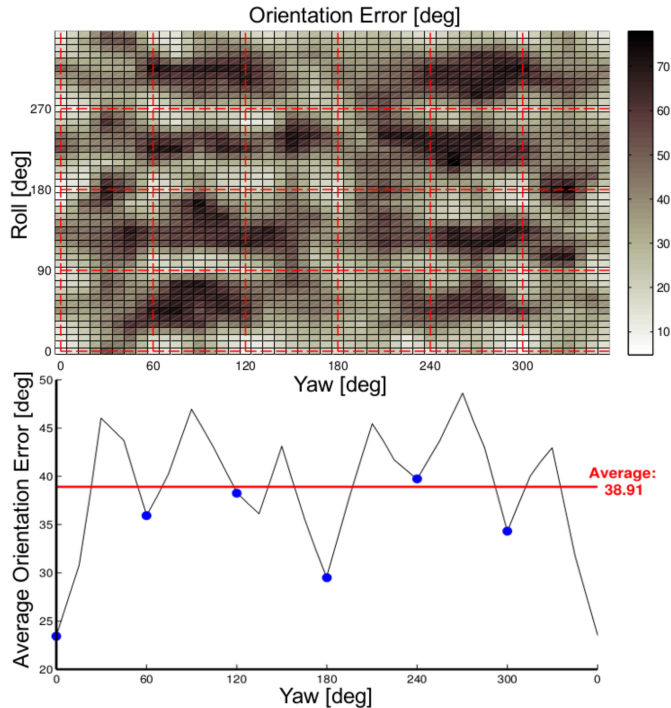 Orientation Error [deg]
Roll [deg]
270
180
90
0
0 60 120 180 240 300
Yaw [deg]
70
60
50
40
30
20
10
Average Orientation Error [deg]
50
45
40
35
30
25
20
Average:
38.91
0 60 120 180 240 300 0
Yaw [deg]